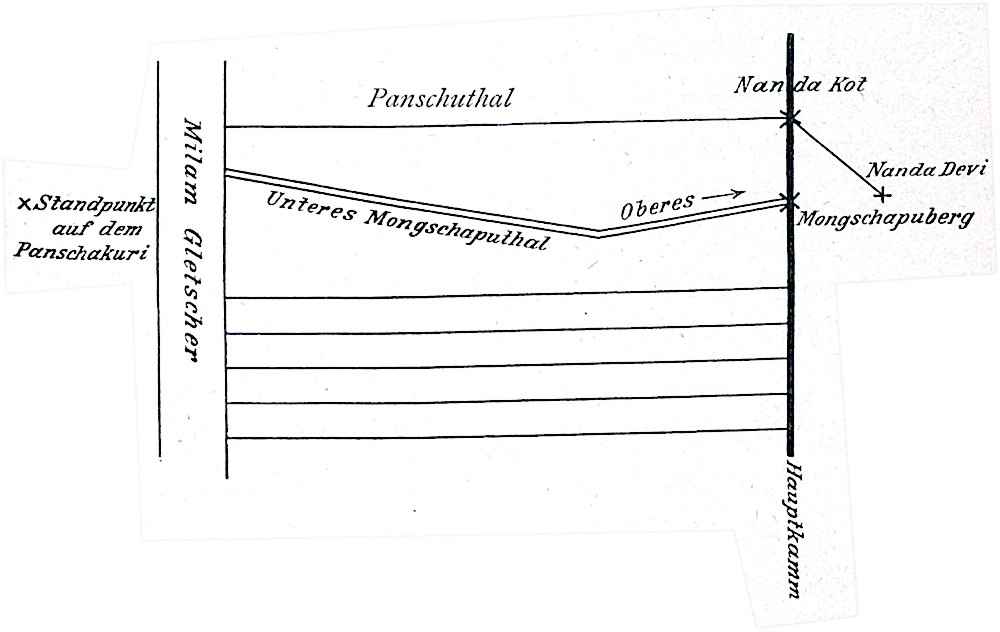 Nanda Kot
Panschuthal
Nanda Devi
Milam Gletscher
×Standpunkt
auf dem
Panschakuri
Unteres Mongschaputhal
Oberes →
Mongschapuberg
Hauptkamm